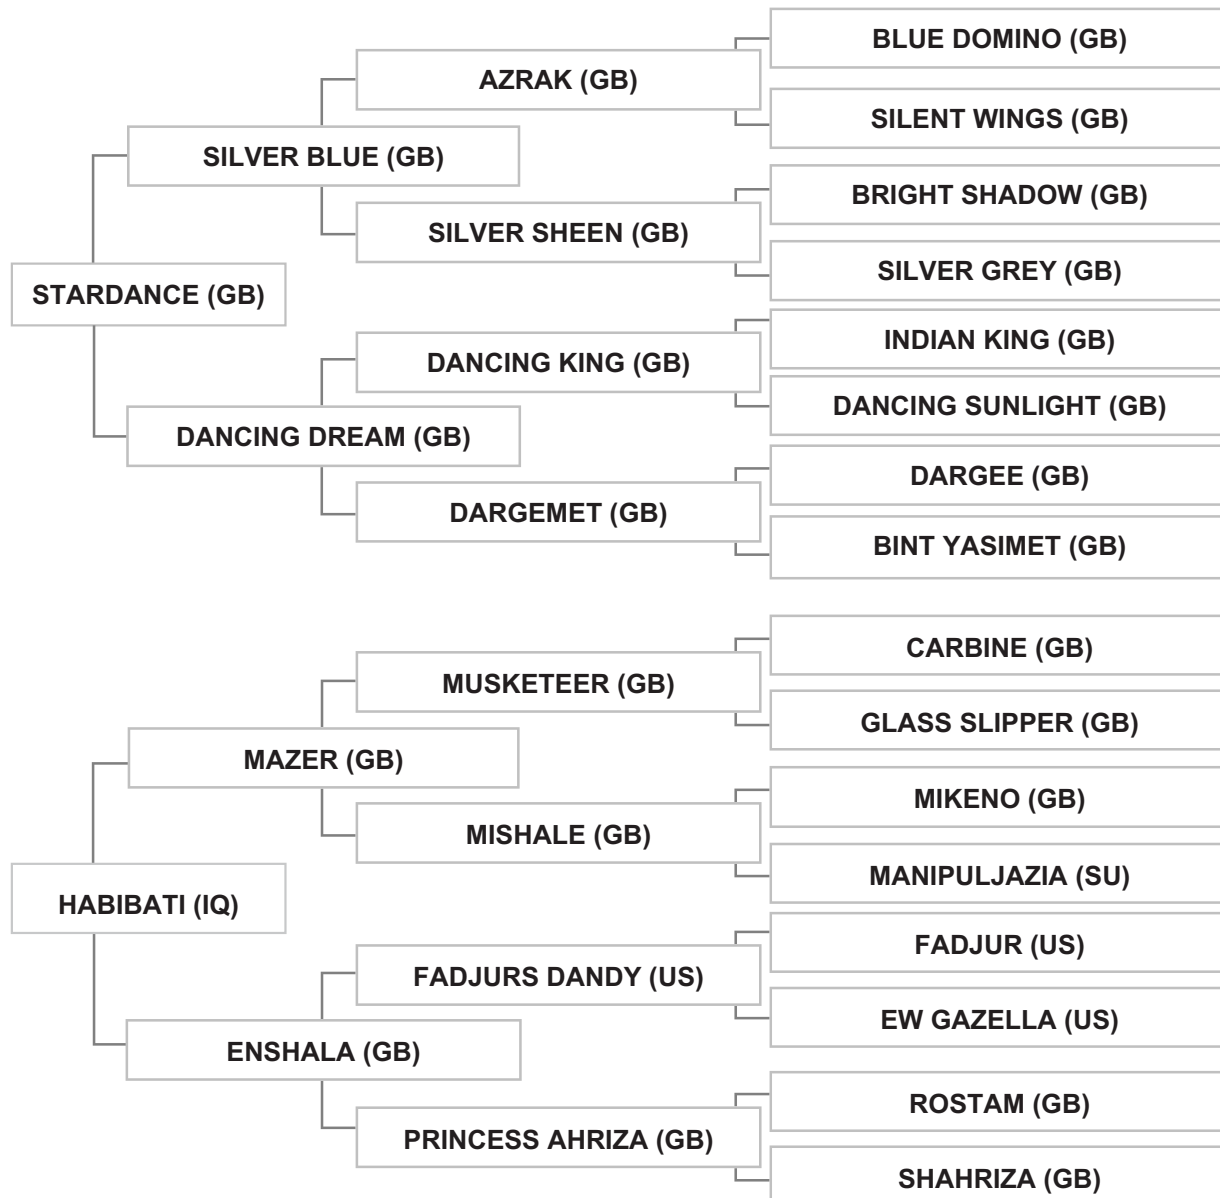 BLUE DOMINO (GB)
AZRAK (GB)
SILENT WINGS (GB)
SILVER BLUE (GB)
BRIGHT SHADOW (GB)
SILVER SHEEN (GB)
SILVER GREY (GB)
STARDANCE (GB)
INDIAN KING (GB)
DANCING KING (GB)
DANCING SUNLIGHT (GB)
DANCING DREAM (GB)
DARGEE (GB)
DARGEMET (GB)
BINT YASIMET (GB)
CARBINE (GB)
MUSKETEER (GB)
GLASS SLIPPER (GB)
MAZER (GB)
MIKENO (GB)
MISHALE (GB)
MANIPULJAZIA (SU)
HABIBATI (IQ)
FADJUR (US)
FADJURS DANDY (US)
EW GAZELLA (US)
ENSHALA (GB)
ROSTAM (GB)
PRINCESS AHRIZA (GB)
SHAHRIZA (GB)